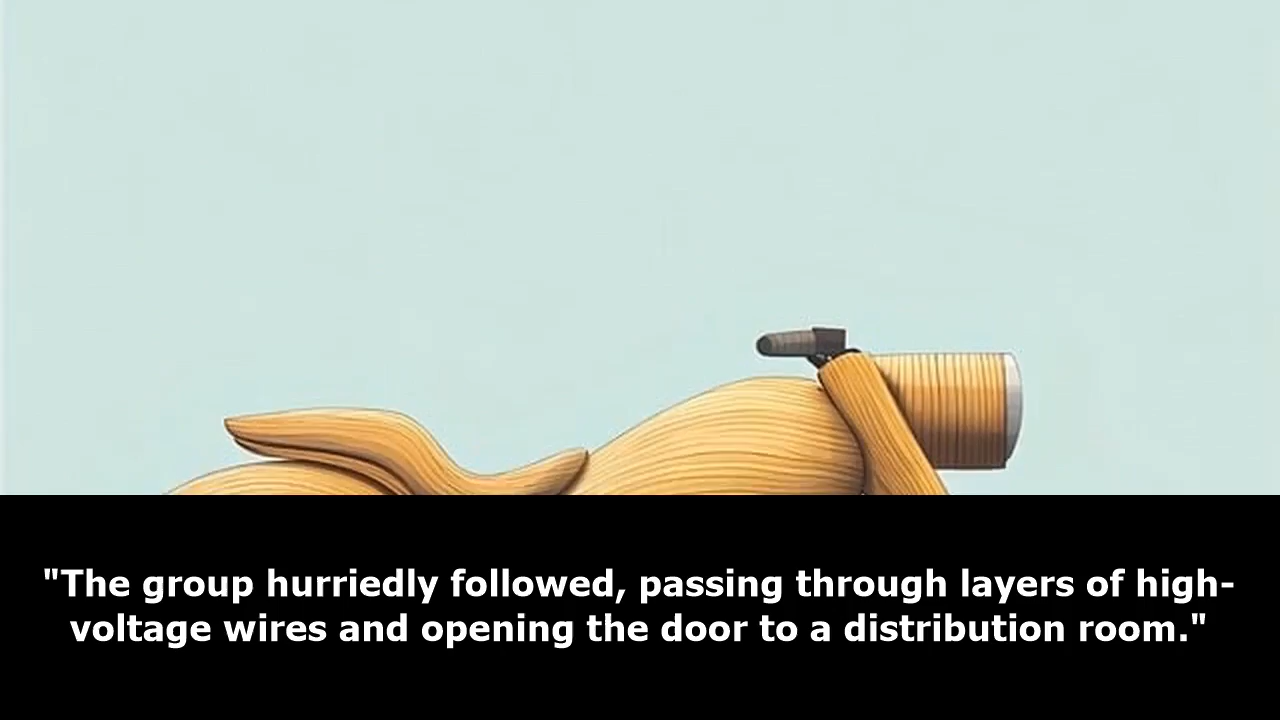 "The group hurriedly followed, passing through layers of high-
voltage wires and opening the door to a distribution room."